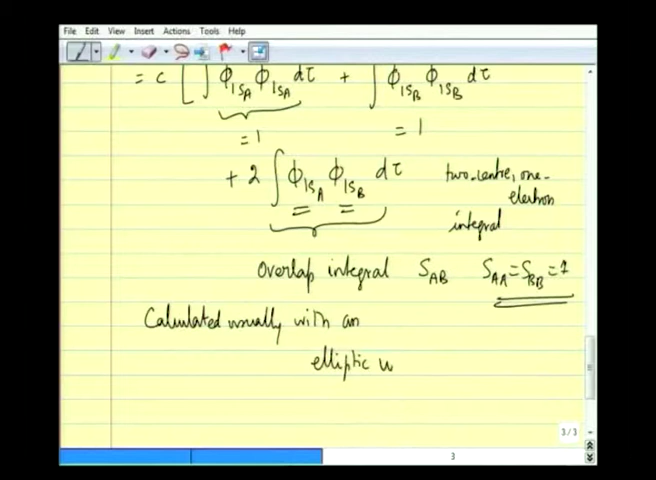 File Edit View Insert Actions Tools Help
= c [ ∫ ϕ1SA ϕ1SA dτ + ∫ ϕ1SB ϕ1SB dτ
=1 = 1
+ 2 ∫ ϕ1SA ϕ1SB dτ two-centre, one-
electron
integral
Overlap integral SAB SAA=SBB=1
Calculated usually with an
elliptic
3/3
3